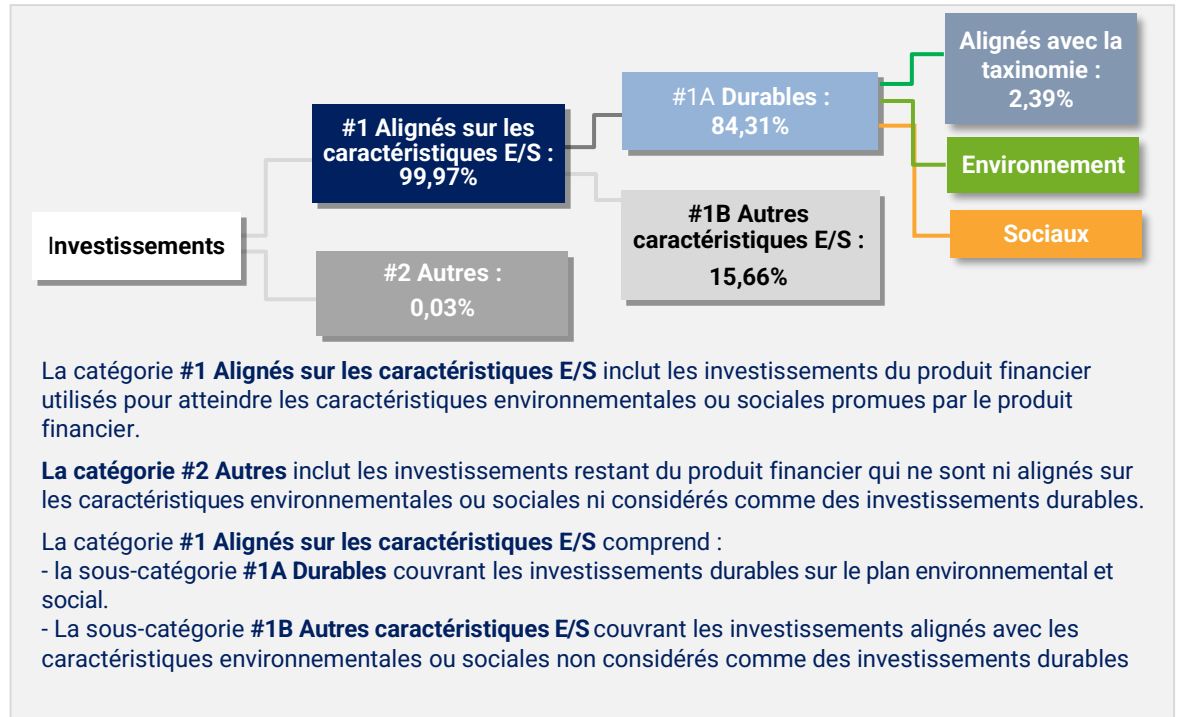 Alignés avec la
taxinomie :
2,39%
#1A Durables :
84,31%
#1 Alignés sur les
caractéristiques E/S :
99,97%
Environnement
#1B Autres
caractéristiques E/S :
15,66%
Sociaux
Investissements
#2 Autres :
0,03%
La catégorie #1 Alignés sur les caractéristiques E/S inclut les investissements du produit financier
utilisés pour atteindre les caractéristiques environnementales ou sociales promues par le produit
financier.
La catégorie #2 Autres inclut les investissements restant du produit financier qui ne sont ni alignés sur
les caractéristiques environnementales ou sociales ni considérés comme des investissements durables.
La catégorie #1 Alignés sur les caractéristiques E/S comprend :
- la sous-catégorie #1A Durables couvrant les investissements durables sur le plan environnemental et
social.
- La sous-catégorie #1B Autres caractéristiques E/S couvrant les investissements alignés avec les
caractéristiques environnementales ou sociales non considérés comme des investissements durables